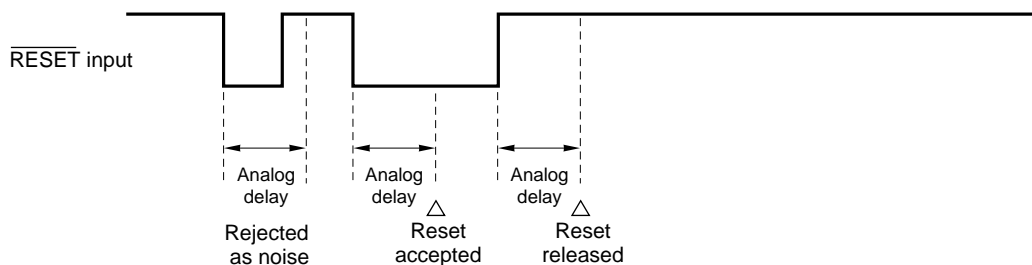 RESET input
Analog
delay
Analog
delay
Analog
delay
Rejected
as noise
Reset
accepted
Reset
released